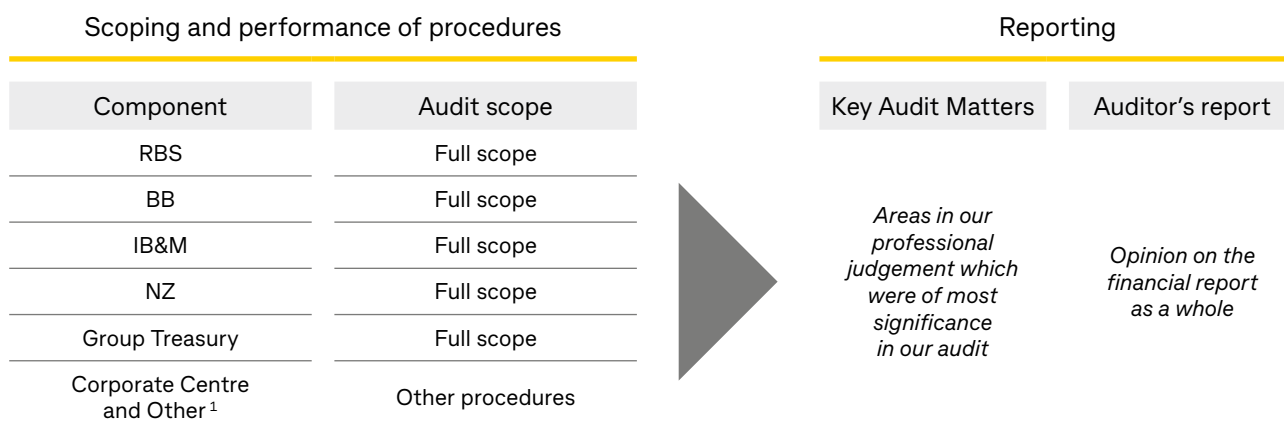 Scoping and performance of procedures
Reporting
Component
Audit scope
Key Audit Matters
Auditor’s report
RBS
Full scope
BB
Full scope
IB&M
Full scope
NZ
Full scope
Group Treasury
Full scope
Corporate Centre
and Other 1
Other procedures
Areas in our
professional
judgement which
were of most
significance
in our audit
Opinion on the
financial report
as a whole